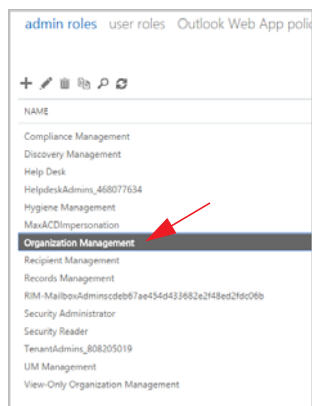 admin roles user roles Outlook Web App polic
NAME
Compliance Management
Discovery Management
Help Desk
HelpdeskAdmins_468077634
Hygiene Management
MaxACDImpersonation
Organization Management
Recipient Management
Records Management
RIM-MailboxAdminscdeb67ae454d433682e2f48ed2fdc06b
Security Administrator
Security Reader
TenantAdmins_808205019
UM Management
View-Only Organization Management